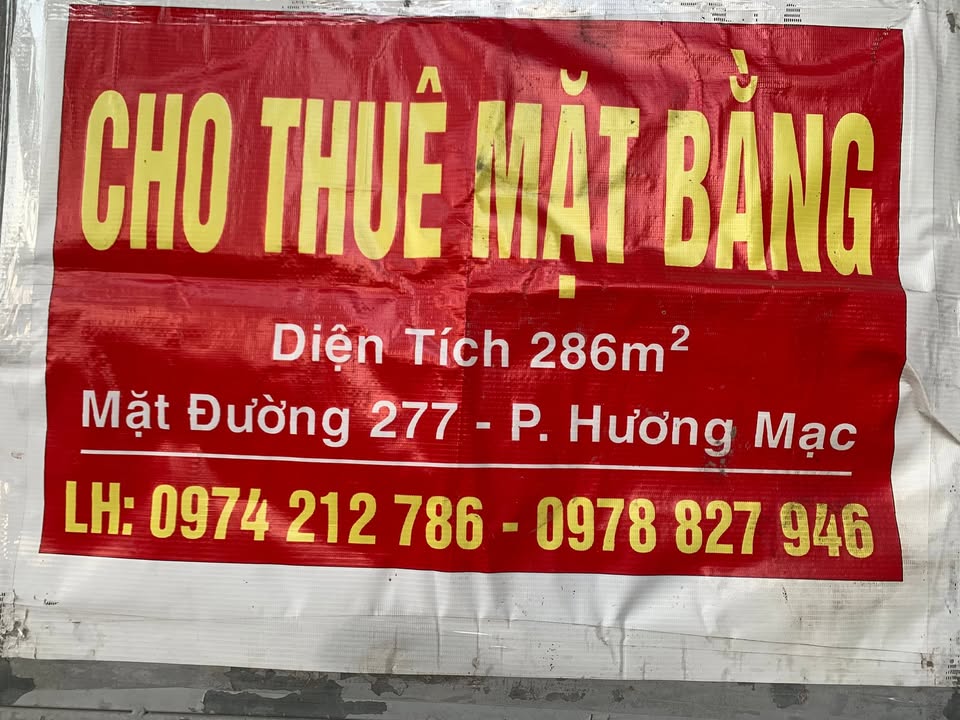 CHO THUÊ MẶT BẰNG
Diện Tích 286m²
Mặt Đường 277 - P. Hương Mạc
LH: 0974 212 786 - 0978 827 946